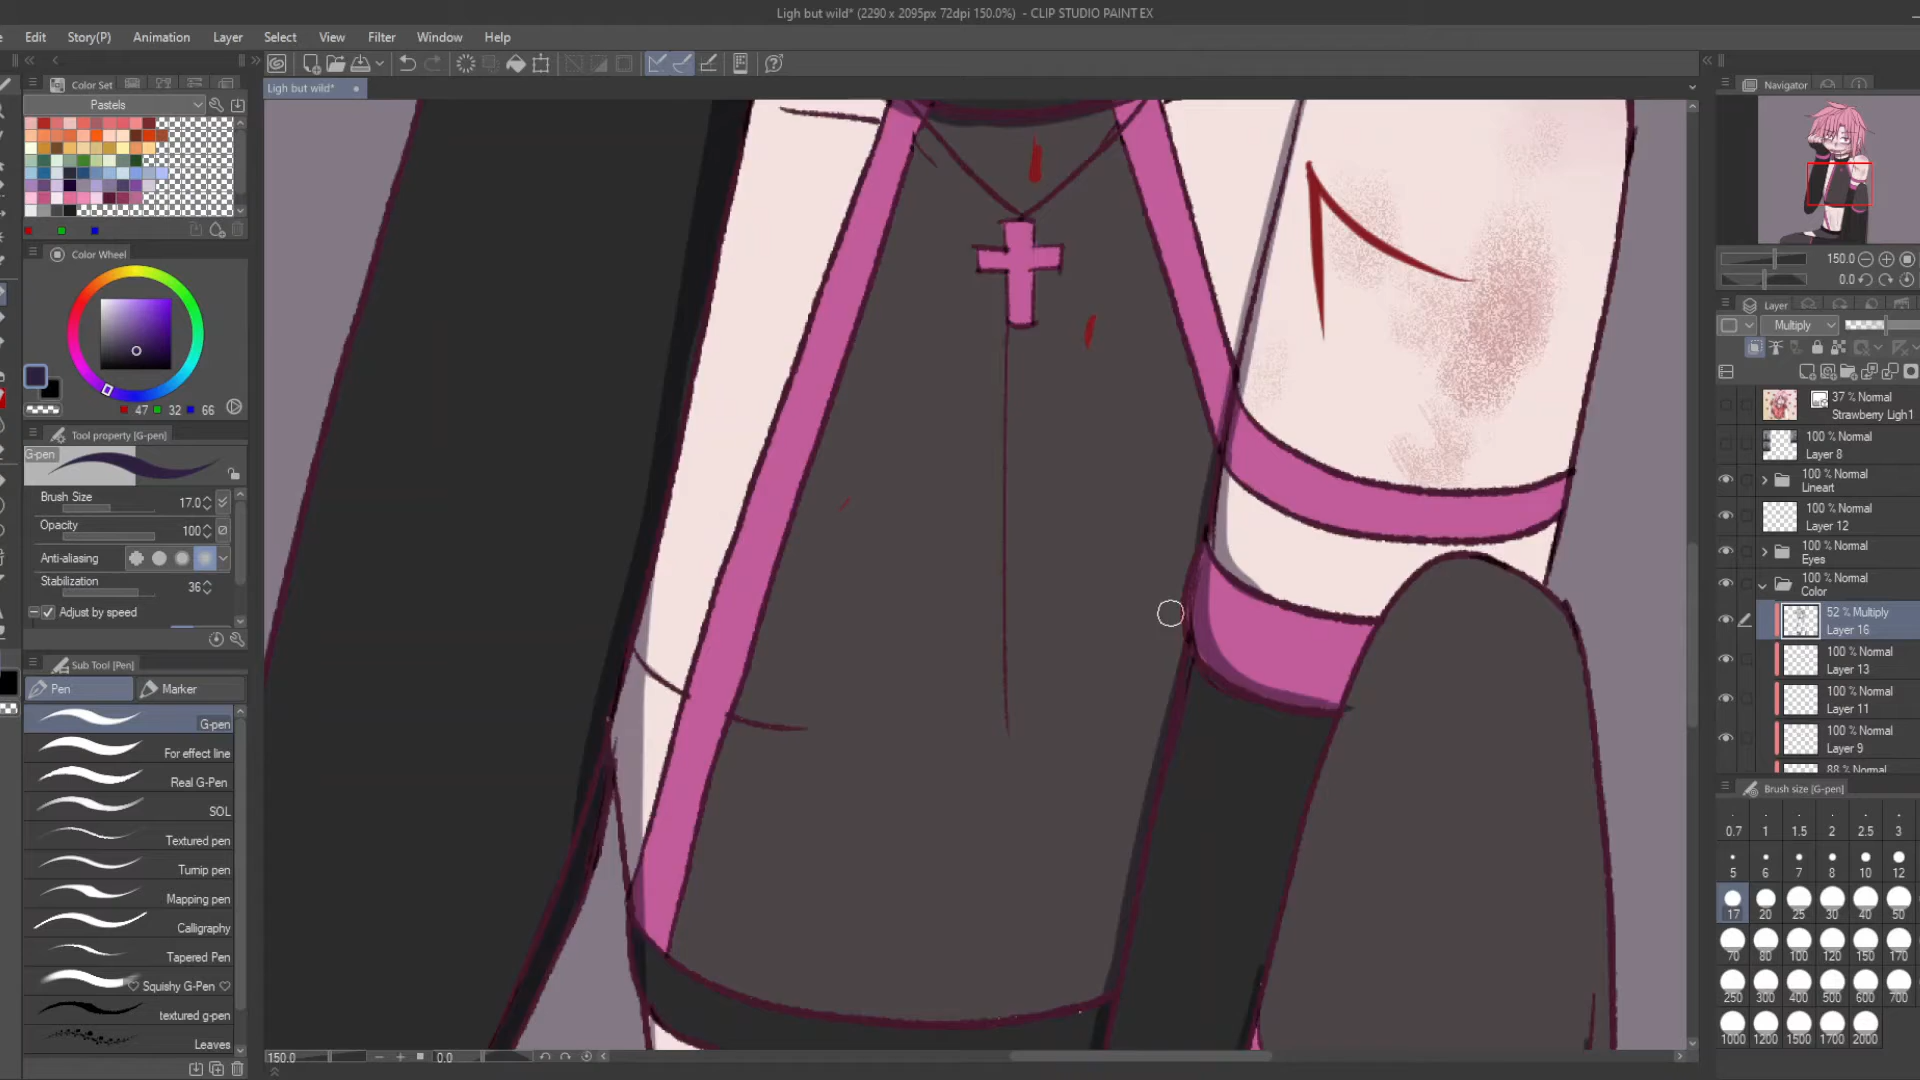 Ligh but wild* (2290 x 2095px 72dpi 150.0%)  - CLIP STUDIO PAINT EX
Edit Story(P) Animation Layer Select View Filter Window Help
Color Set
Ligh but wild*
Navigator
Pastels
150.0
0.0
Color Wheel
Layer
Multiply
37 % Normal
Strawberry Ligh1
47 32 66
100 % Normal
Layer 8
Tool property [G-pen]
G-pen
100 % Normal
Lineart
Brush Size 17.0
100 % Normal
Layer 12
Opacity 100
Anti-aliasing
100 % Normal
Eyes
Stabilization 36
100 % Normal
Color
Adjust by speed
52 % Multiply
Layer 16
Sub Tool [Pen]
100 % Normal
Layer 13
Pen Marker
100 % Normal
Layer 11
G-pen
For effect line
100 % Normal
Layer 9
Real G-Pen
88 % Normal
SOL
Brush size [G-pen]
Textured pen
0.7 1 1.5 2 2.5 3
Turnip pen
5 6 7 8 10 12
Mapping pen
17 20 25 30 40 50
Calligraphy
Tapered Pen
70 80 100 120 150 170
Squishy G-Pen
250 300 400 500 600 700
textured g-pen
1000 1200 1500 1700 2000
Leaves
150.0 0.0